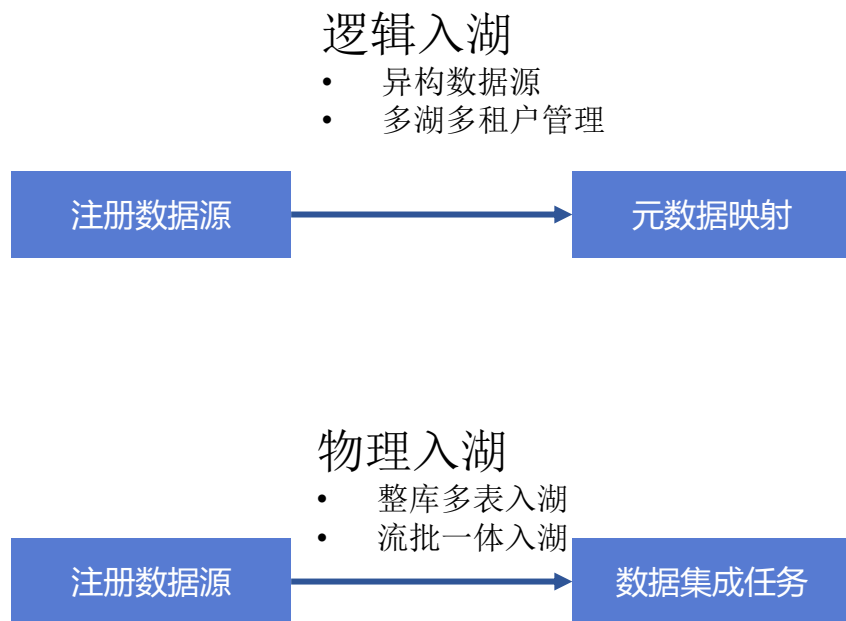 逻辑入湖
• 异构数据源
• 多湖多租户管理
注册数据源
元数据映射
物理入湖
• 整库多表入湖
• 流批一体入湖
注册数据源
数据集成任务